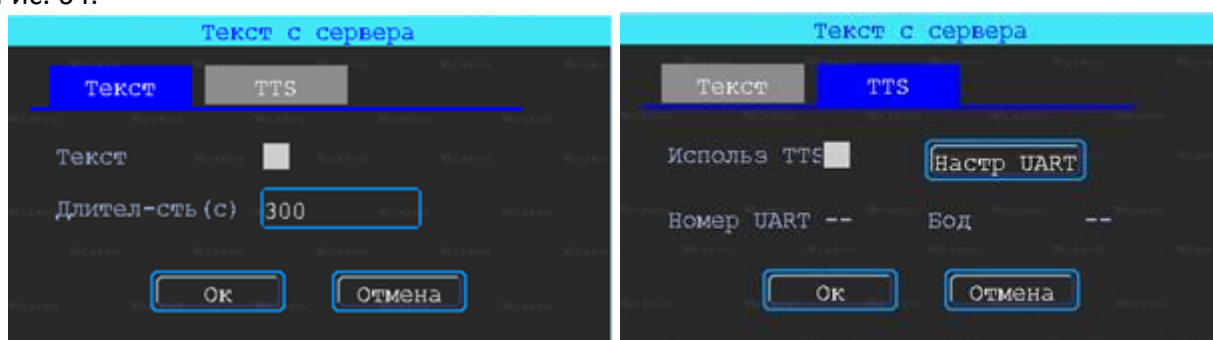 Текст с сервера
Текст TTS
Текст
Длител-сть(с) 300
Ок Отмена
Текст с сервера
Текст TTS
Использ TTS Настр UART
Номер UART -- Бод --
Ок Отмена